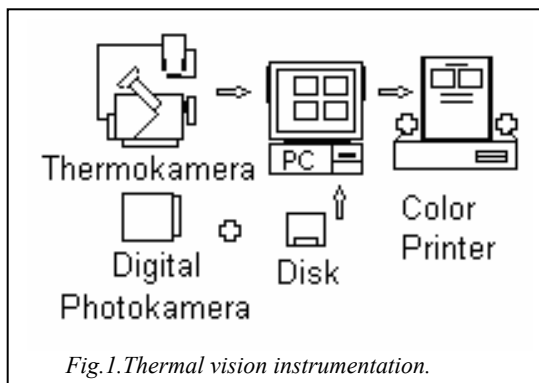 Thermokamera
PC
Color
Printer
Digital
Photokamera
Disk
Fig.1.Thermal vision instrumentation.